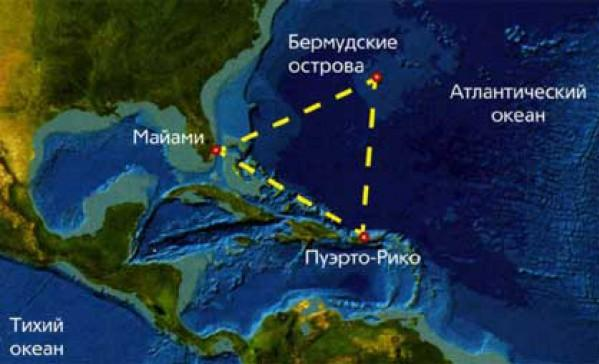 Бермудские
острова
Атлантический
океан
Майами
Пуэрто-Рико
Тихий
океан